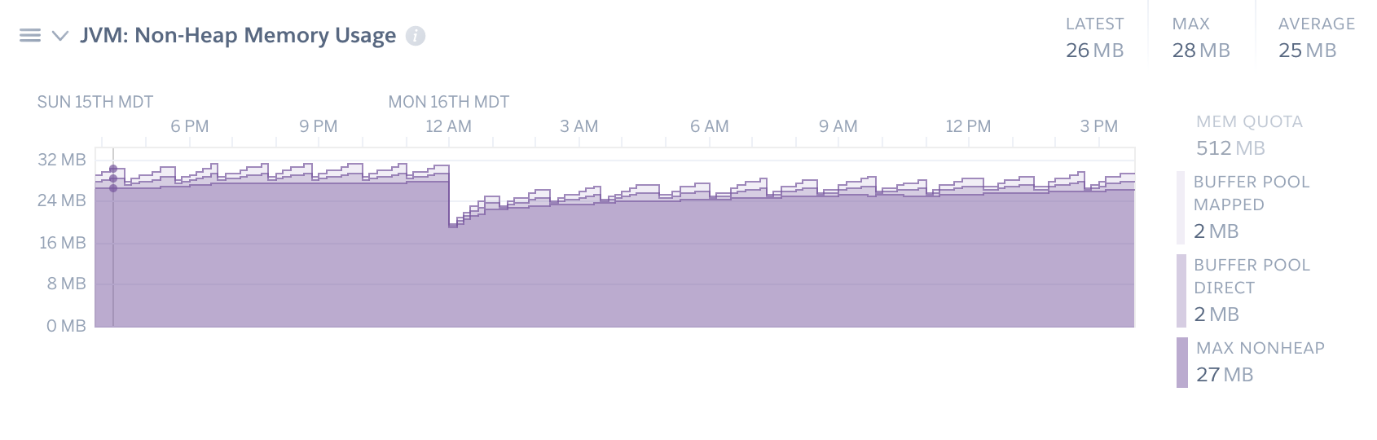 JVM: Non-Heap Memory Usage i
LATEST
26 MB
MAX
28 MB
AVERAGE
25 MB
SUN 15TH MDT
MON 16TH MDT
6 PM
9 PM
12 AM
3 AM
6 AM
9 AM
12 PM
3 PM
32 MB
24 MB
16 MB
8 MB
0 MB
MEM QUOTA
512 MB
BUFFER POOL
MAPPED
2 MB
BUFFER POOL
DIRECT
2 MB
MAX NONHEAP
27 MB